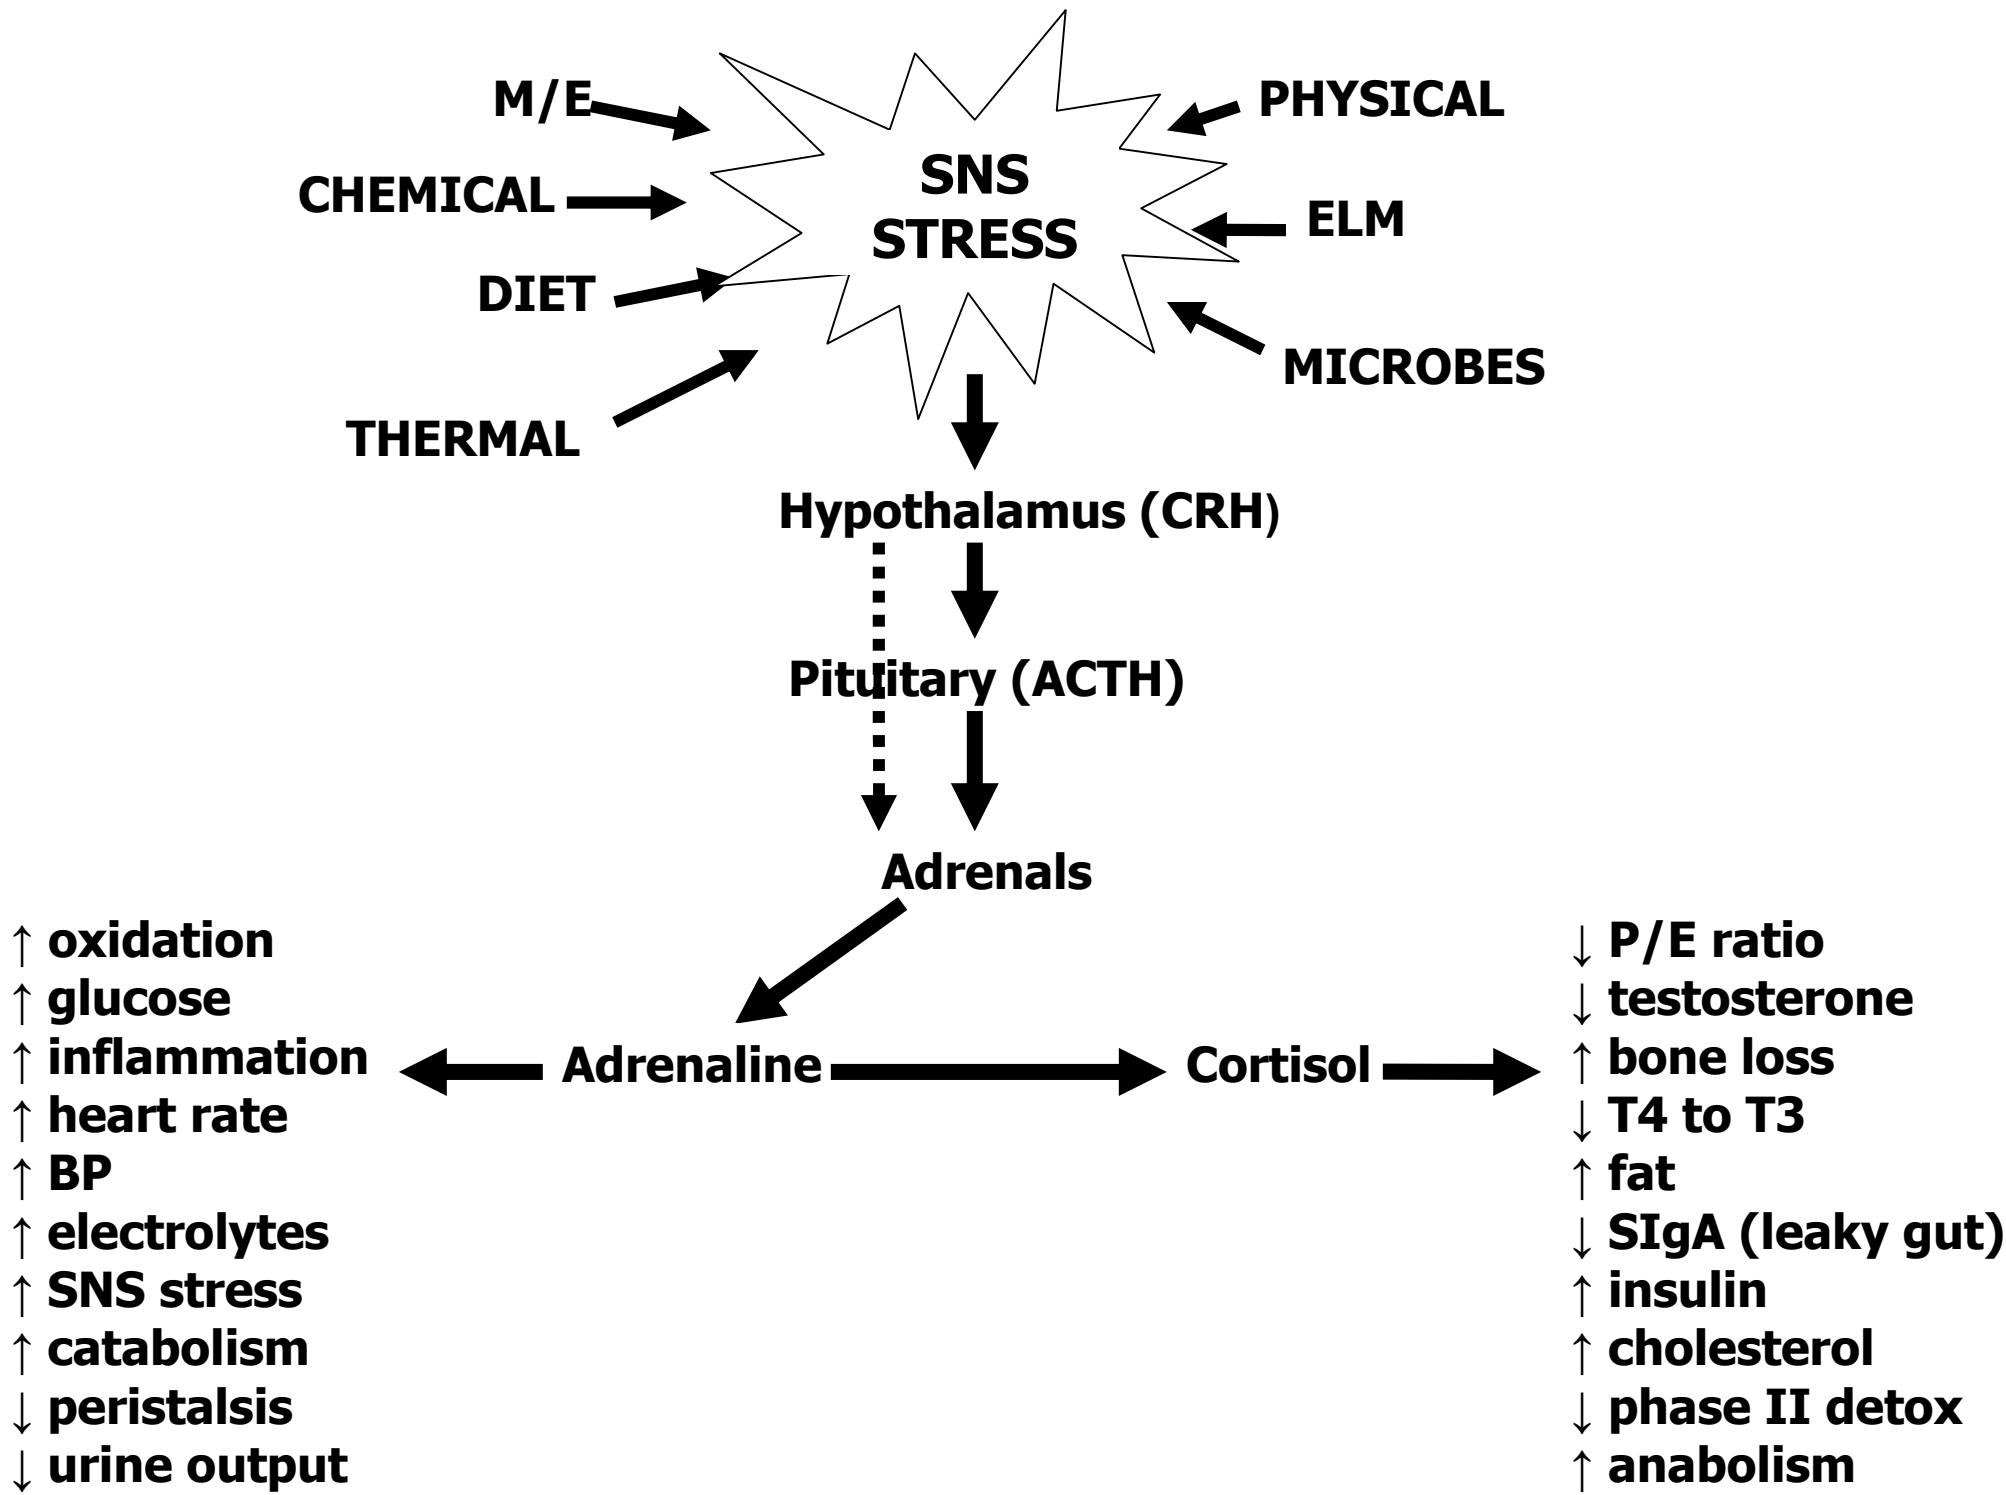 M/E
PHYSICAL
SNS
STRESS
CHEMICAL
ELM
DIET
MICROBES
THERMAL
Hypothalamus (CRH)
Pituitary (ACTH)
Adrenals
Adrenaline
Cortisol
↑ oxidation
↑ glucose
↑ inflammation
↑ heart rate
↑ BP
↑ electrolytes
↑ SNS stress
↑ catabolism
↓ peristalsis
↓ urine output
↓ P/E ratio
↓ testosterone
↑ bone loss
↓ T4 to T3
↑ fat
↓ SIgA (leaky gut)
↑ insulin
↑ cholesterol
↓ phase II detox
↑ anabolism